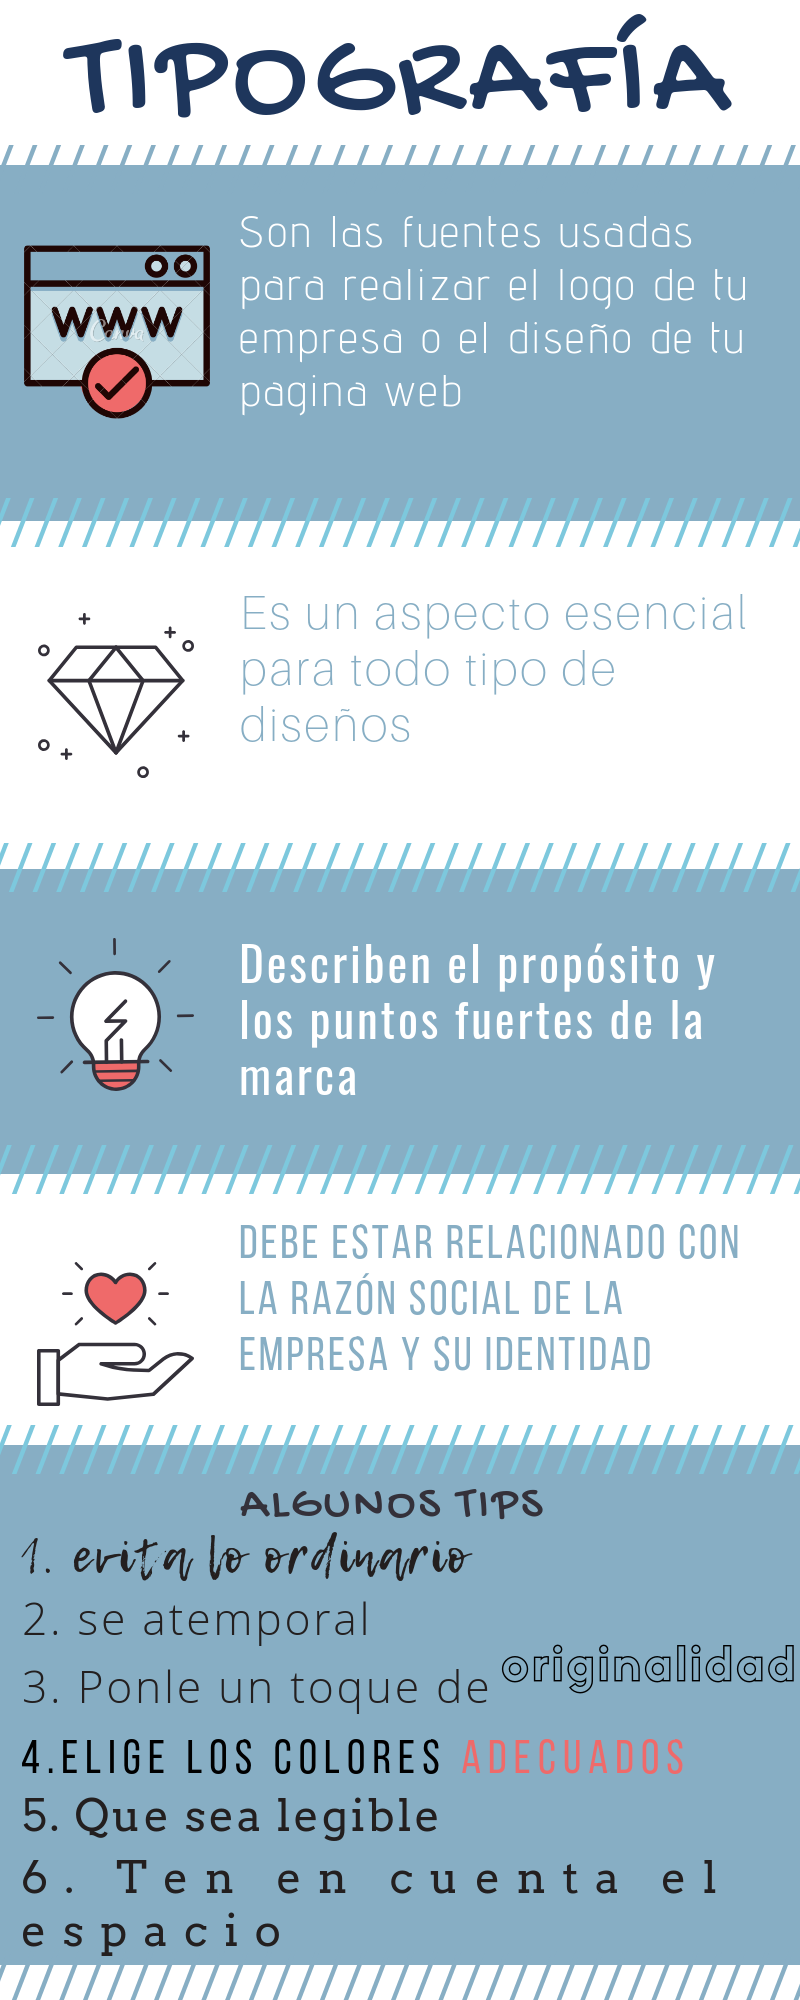 TIPOGRAFÍA
Son las fuentes usadas
para realizar el logo de tu
empresa o el diseño de tu
pagina web
WWW
Canva
Es un aspecto esencial
para todo tipo de
diseños
Describen el propósito y
los puntos fuertes de la
marca
DEBE ESTAR RELACIONADO CON
LA RAZÓN SOCIAL DE LA
EMPRESA Y SU IDENTIDAD
ALGUNOS TIPS
1. evita lo ordinario
2. se atemporal
3. Ponle un toque de originalidad
4.ELIGE LOS COLORES ADECUADOS
5. Que sea legible
6. Ten en cuenta el
espacio